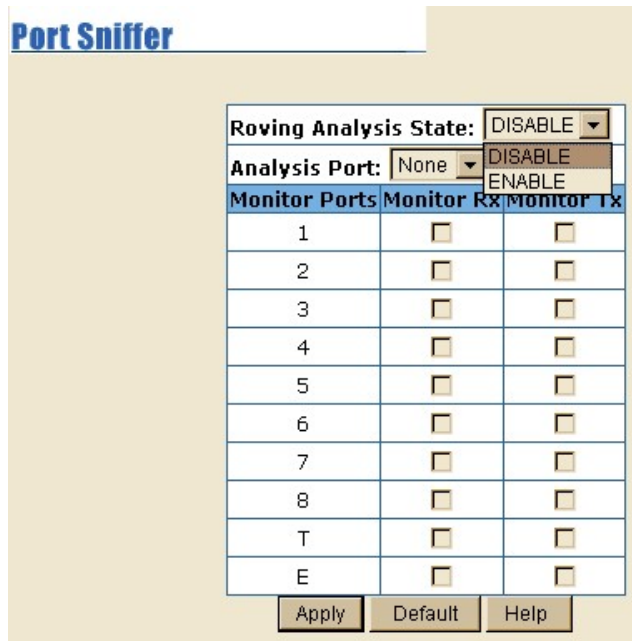 Port Sniffer
Roving Analysis State: DISABLE
DISABLE
ENABLE
Analysis Port: None
Monitor Ports Monitor Rx Monitor Tx
1
2
3
4
5
6
7
8
T
E
Apply Default Help